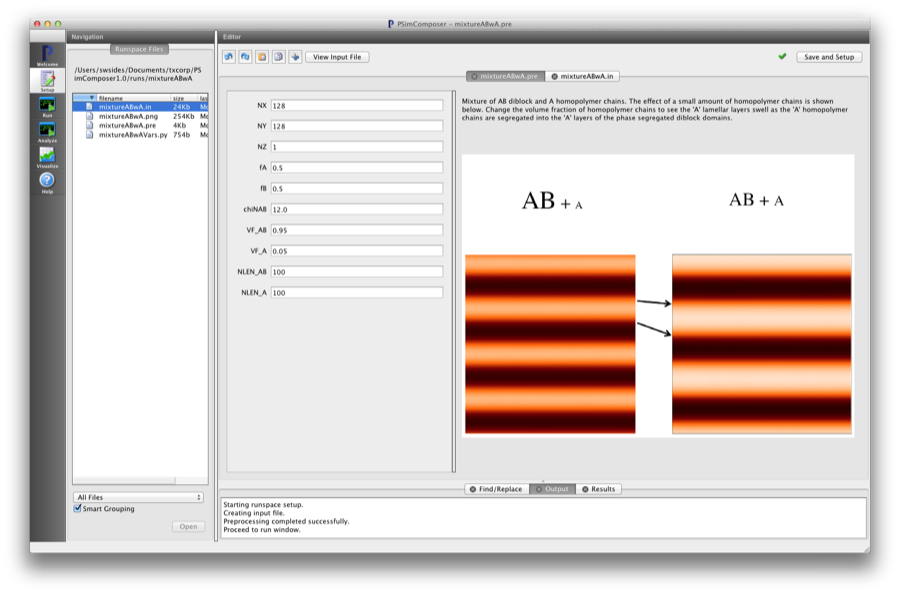 PSimComposer - mixtureABwA.pre
Navigation
Editor
Runspace Files
Welcome
Setup
Run
Analyze
Visualize
Help
/Users/swsides/Documents/txcorp/PS
imComposer1.0/runs/mixtureABwA
filename size las
mixtureABwA.in 24Kb Mo
mixtureABwA.png 254Kb Mo
mixtureABwA.pre 4Kb Mo
mixtureABwAVars.py 754b Mo
All Files
Smart Grouping
Open
View Input File
Save and Setup
mixtureABwA.pre
mixtureABwA.in
NX 128
NY 128
NZ 1
fA 0.5
fB 0.5
chiNAB 12.0
VF_AB 0.95
VF_A 0.05
NLEN_AB 100
NLEN_A 100
Mixture of AB diblock and A homopolymer chains. The effect of a small amount of homopolymer chains is shown
below. Change the volume fraction of homopolymer chains to see the 'A' lamellar layers swell as the 'A' homopolymer
chains are segregated into the 'A' layers of the phase segregated diblock domains.
AB + A
AB + A
Find/Replace
Output
Results
Starting runspace setup.
Creating input file.
Preprocessing completed successfully.
Proceed to run window.